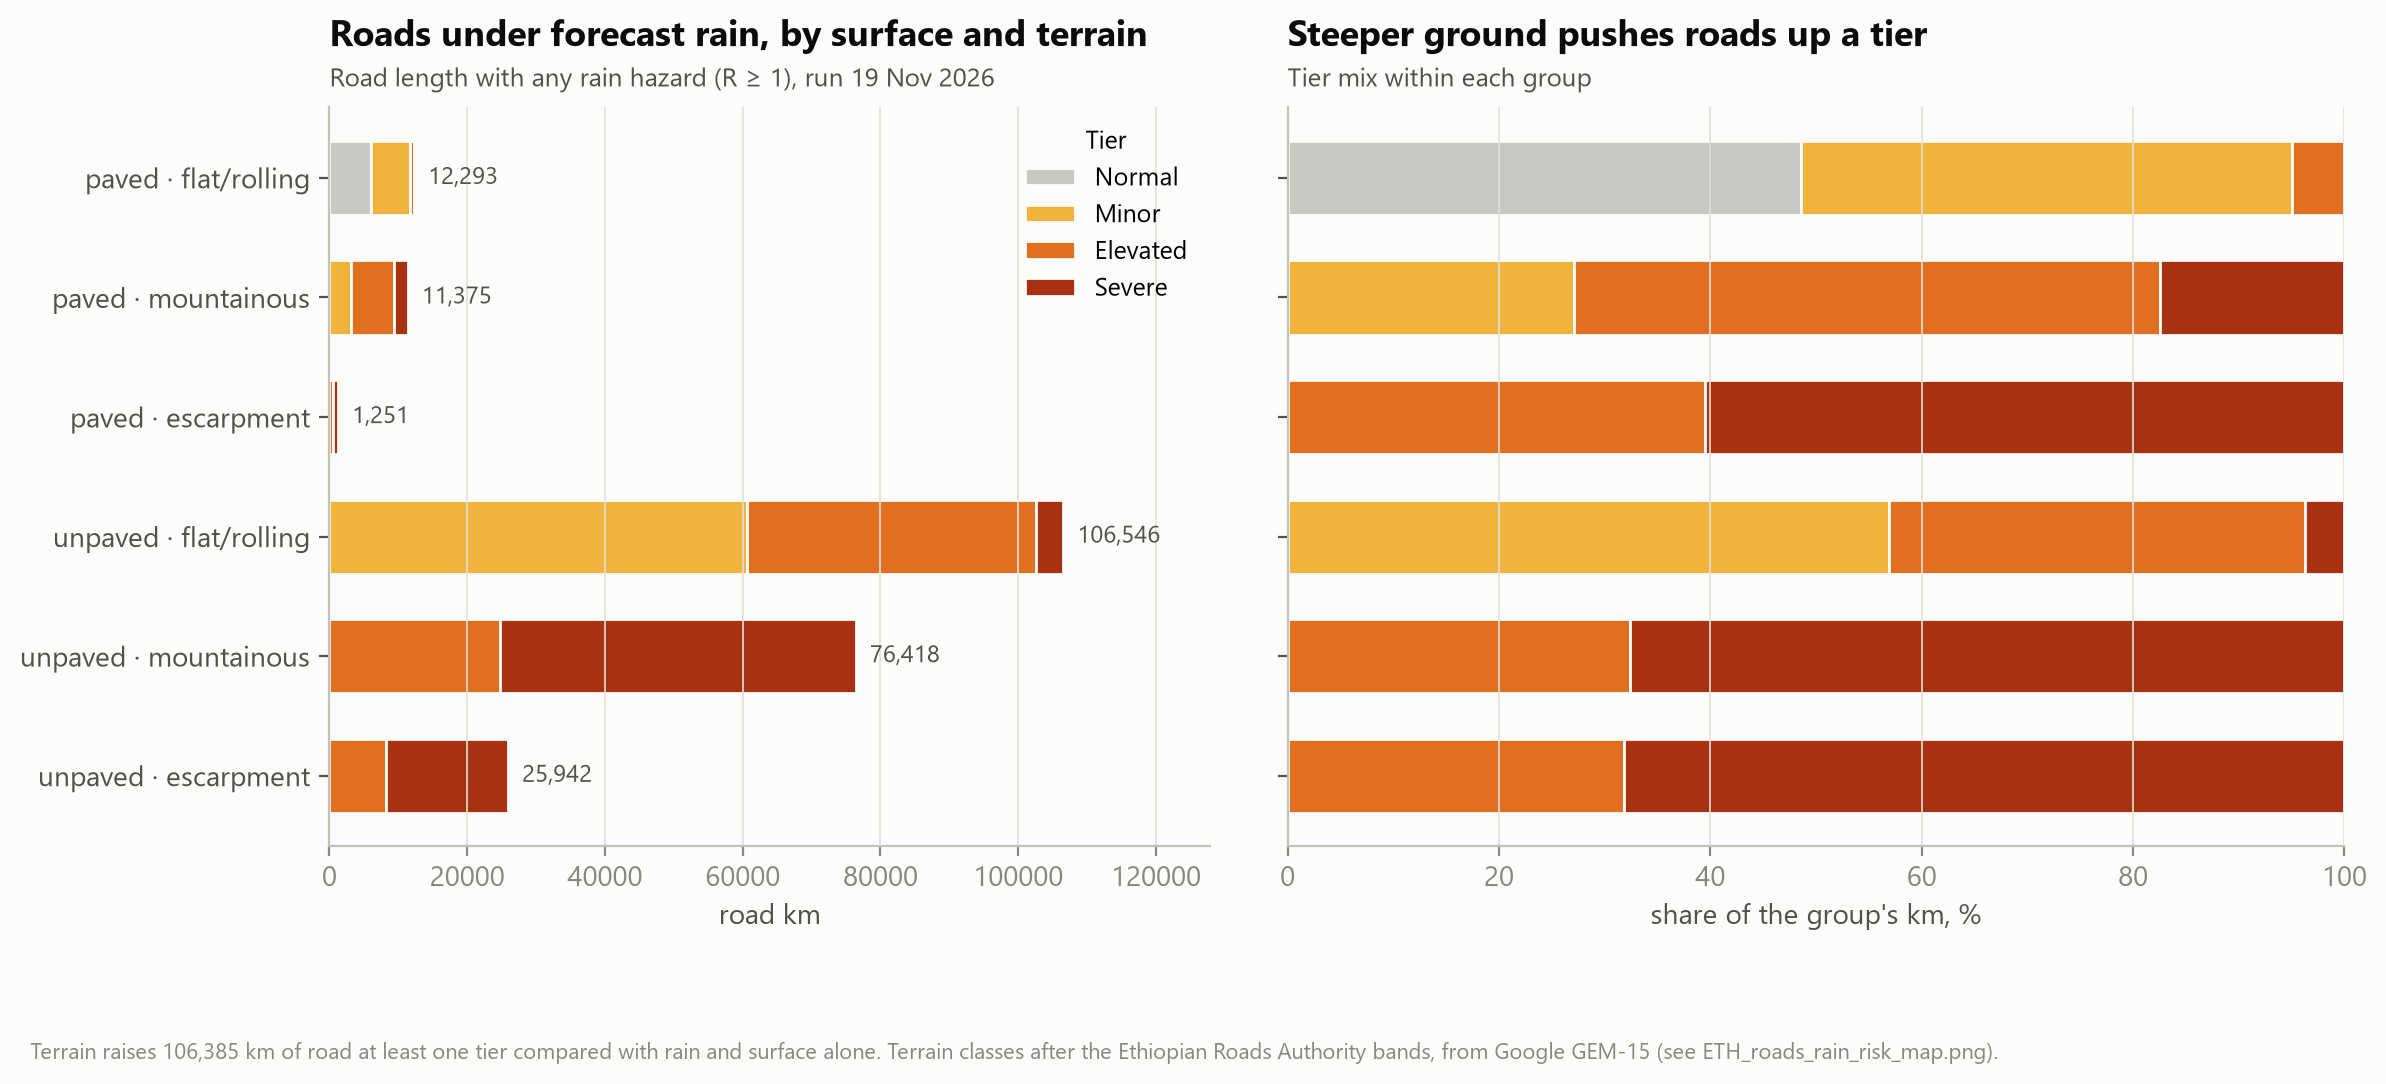 Roads under forecast rain, by surface and terrain
Road length with any rain hazard (R ≥ 1), run 19 Nov 2026
Tier
Normal
Minor
Elevated
Severe
paved · flat/rolling
12,293
paved · mountainous
11,375
paved · escarpment
1,251
unpaved · flat/rolling
106,546
unpaved · mountainous
76,418
unpaved · escarpment
25,942
0 20000 40000 60000 80000 100000 120000
road km
Steeper ground pushes roads up a tier
Tier mix within each group
0 20 40 60 80 100
share of the group's km, %
Terrain raises 106,385 km of road at least one tier compared with rain and surface alone. Terrain classes after the Ethiopian Roads Authority bands, from Google GEM-15 (see ETH_roads_rain_risk_map.png).